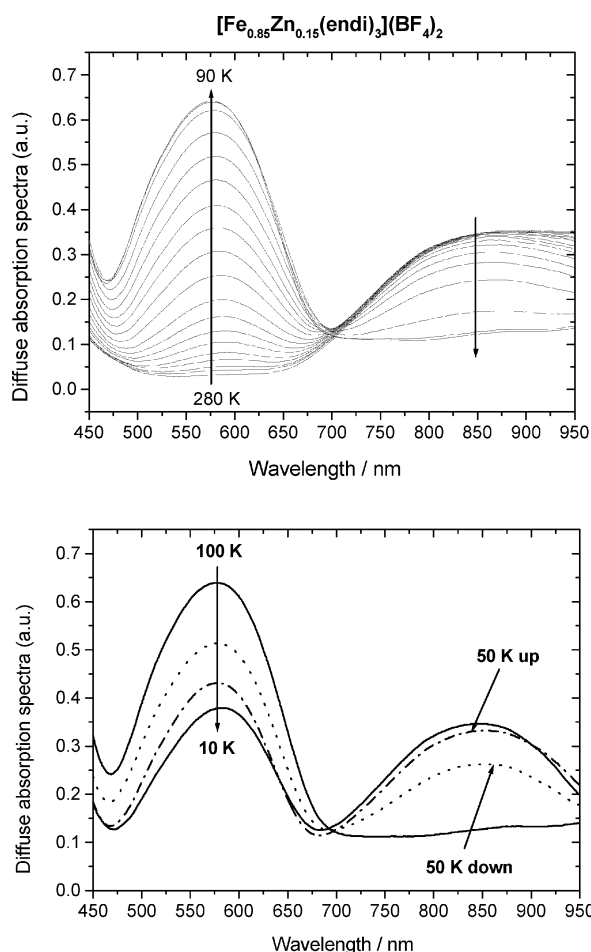 [Fe0.85Zn0.15(endi)3](BF4)2
Diffuse absorption spectra (a.u.)
0.7
0.6
0.5
0.4
0.3
0.2
0.1
0.0
90 K
280 K
450 500 550 600 650 700 750 800 850 900 950
Wavelength / nm
Diffuse absorption spectra (a.u.)
0.7
0.6
0.5
0.4
0.3
0.2
0.1
0.0
100 K
10 K
50 K up
50 K down
450 500 550 600 650 700 750 800 850 900 950
Wavelength / nm